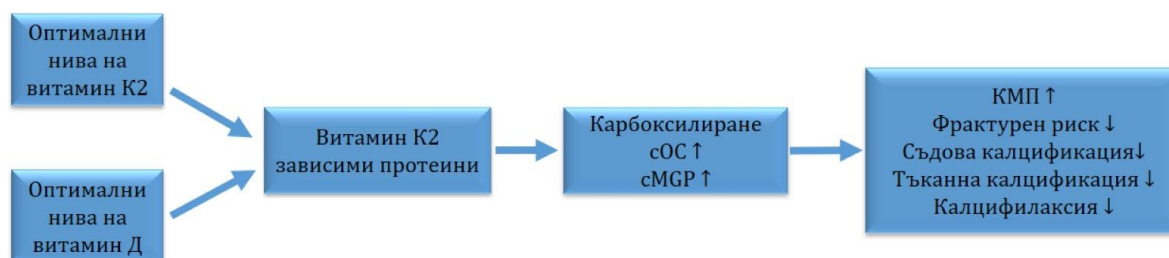 Оптимални
нива на
витамин К2
Оптимални
нива на
витамин Д
Витамин К2
зависими протеини
Карбоксилиране
cOC ↑
cMGP ↑
КМП ↑
Фрактурен риск ↓
Съдова калцификация↓
Тъканна калцификация ↓
Калцифилаксия ↓